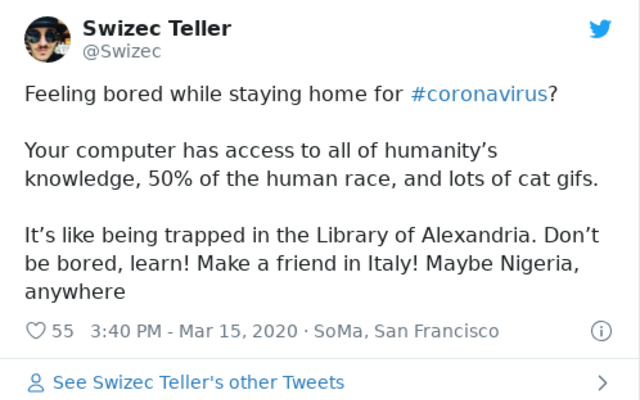 Swizec Teller
@Swizec
Feeling bored while staying home for #coronavirus?
Your computer has access to all of humanity’s
knowledge, 50% of the human race, and lots of cat gifs.
It’s like being trapped in the Library of Alexandria. Don’t
be bored, learn! Make a friend in Italy! Maybe Nigeria,
anywhere
55 3:40 PM - Mar 15, 2020 · SoMa, San Francisco
See Swizec Teller's other Tweets